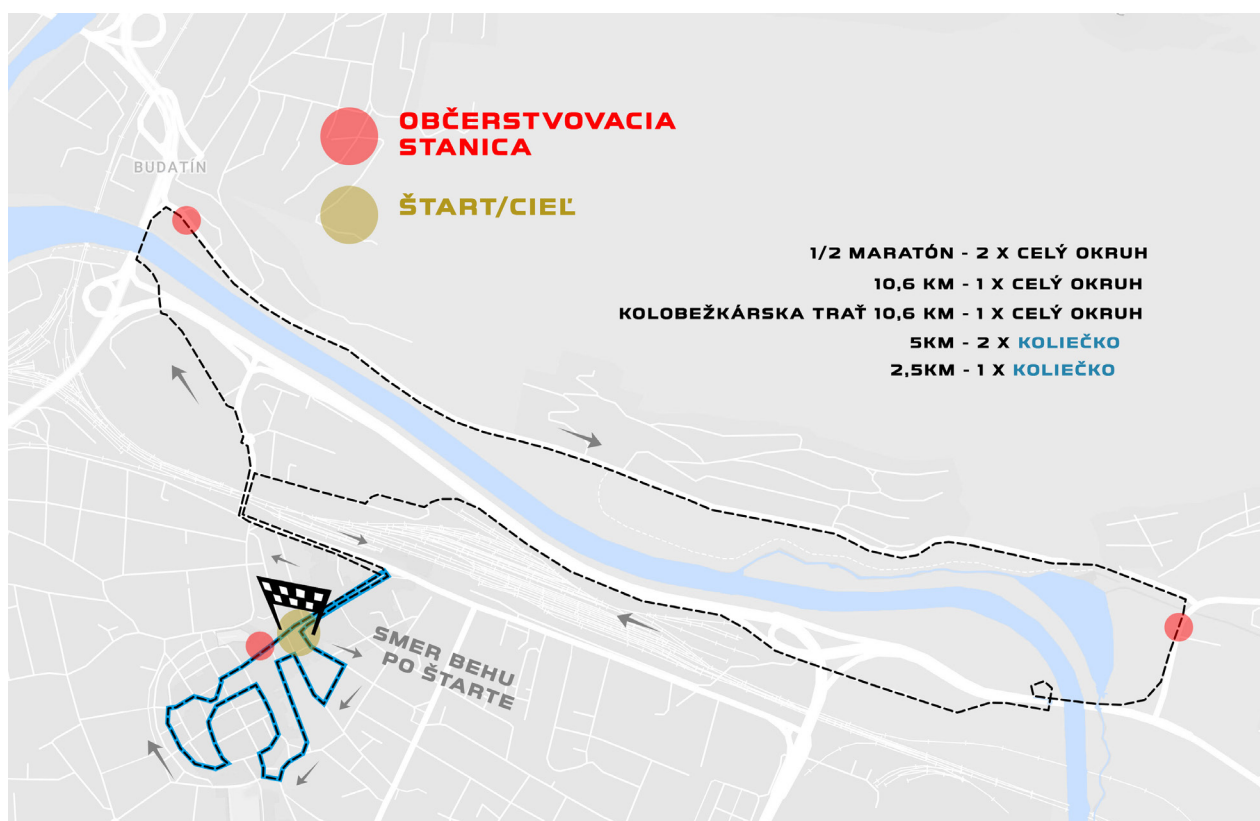 OBČERSTVOVACIA
STANICA
BUDATÍN
ŠTART/CIEĽ
1/2 MARATÓN - 2 X CELÝ OKRUH
10,6 KM - 1 X CELÝ OKRUH
KOLOBEŽKÁRSKA TRAŤ 10,6 KM - 1 X CELÝ OKRUH
5KM - 2 X KOLIEČKO
2,5KM - 1 X KOLIEČKO
SMER BEHU
PO ŠTARTE